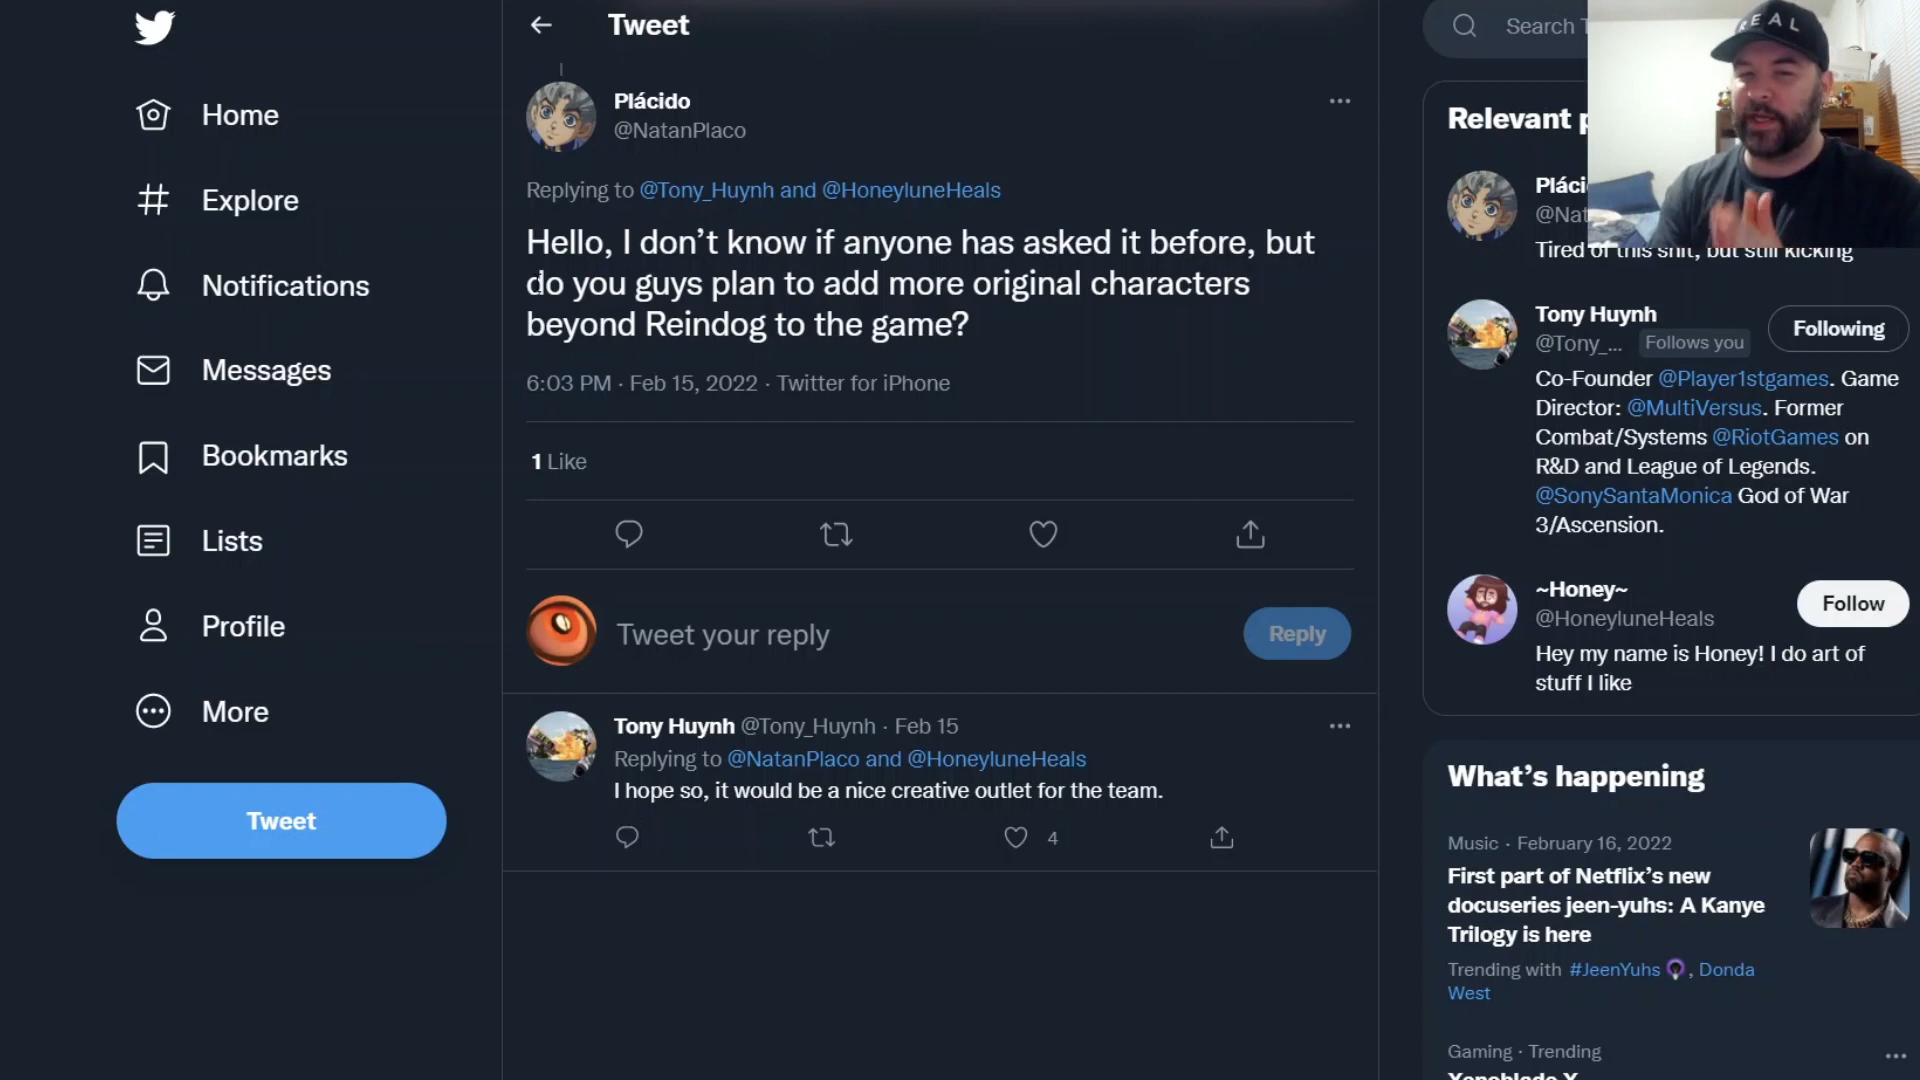 Home
Explore
Notifications
Messages
Bookmarks
Lists
Profile
More
Tweet
Tweet
Plácido
@NatanPlaco
Replying to @Tony_Huynh and @HoneyluneHeals
Hello, I don’t know if anyone has asked it before, but
do you guys plan to add more original characters
beyond Reindog to the game?
6:03 PM · Feb 15, 2022 · Twitter for iPhone
1 Like
Tweet your reply
Reply
Tony Huynh @Tony_Huynh · Feb 15
Replying to @NatanPlaco and @HoneyluneHeals
I hope so, it would be a nice creative outlet for the team.
4
Search T
REAL
Relevant p
Pláci
@Nat
Tired of this shit, but still kicking
Tony Huynh
@Tony_... Follows you
Following
Co-Founder @Player1stgames. Game
Director: @MultiVersus. Former
Combat/Systems @RiotGames on
R&D and League of Legends.
@SonySantaMonica God of War
3/Ascension.
~Honey~
@HoneyluneHeals
Follow
Hey my name is Honey! I do art of
stuff I like
What’s happening
Music · February 16, 2022
First part of Netflix’s new
docuseries jeen-yuhs: A Kanye
Trilogy is here
Trending with #JeenYuhs , Donda
West
Gaming · Trending
Xenoblade X